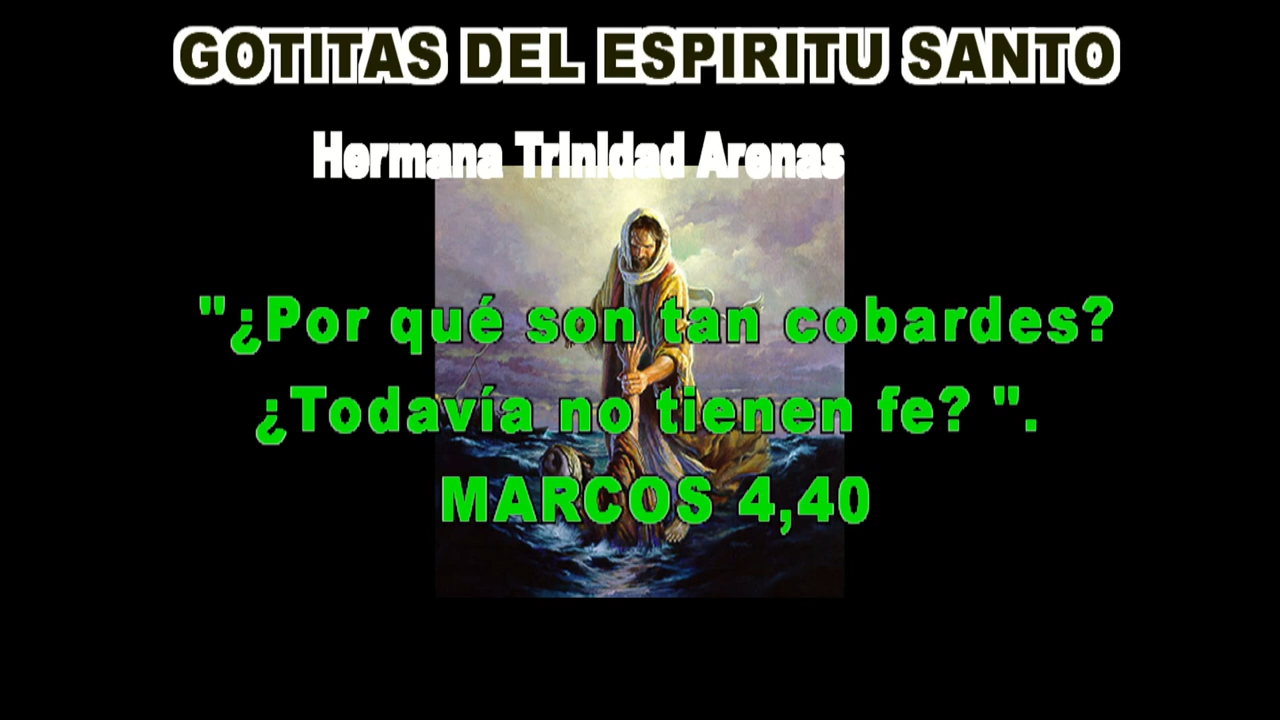 GOTITAS DEL ESPIRITU SANTO
Hermana Trinidad Arenas
"¿Por qué son tan cobardes?
¿Todavía no tienen fe? ".
MARCOS 4,40